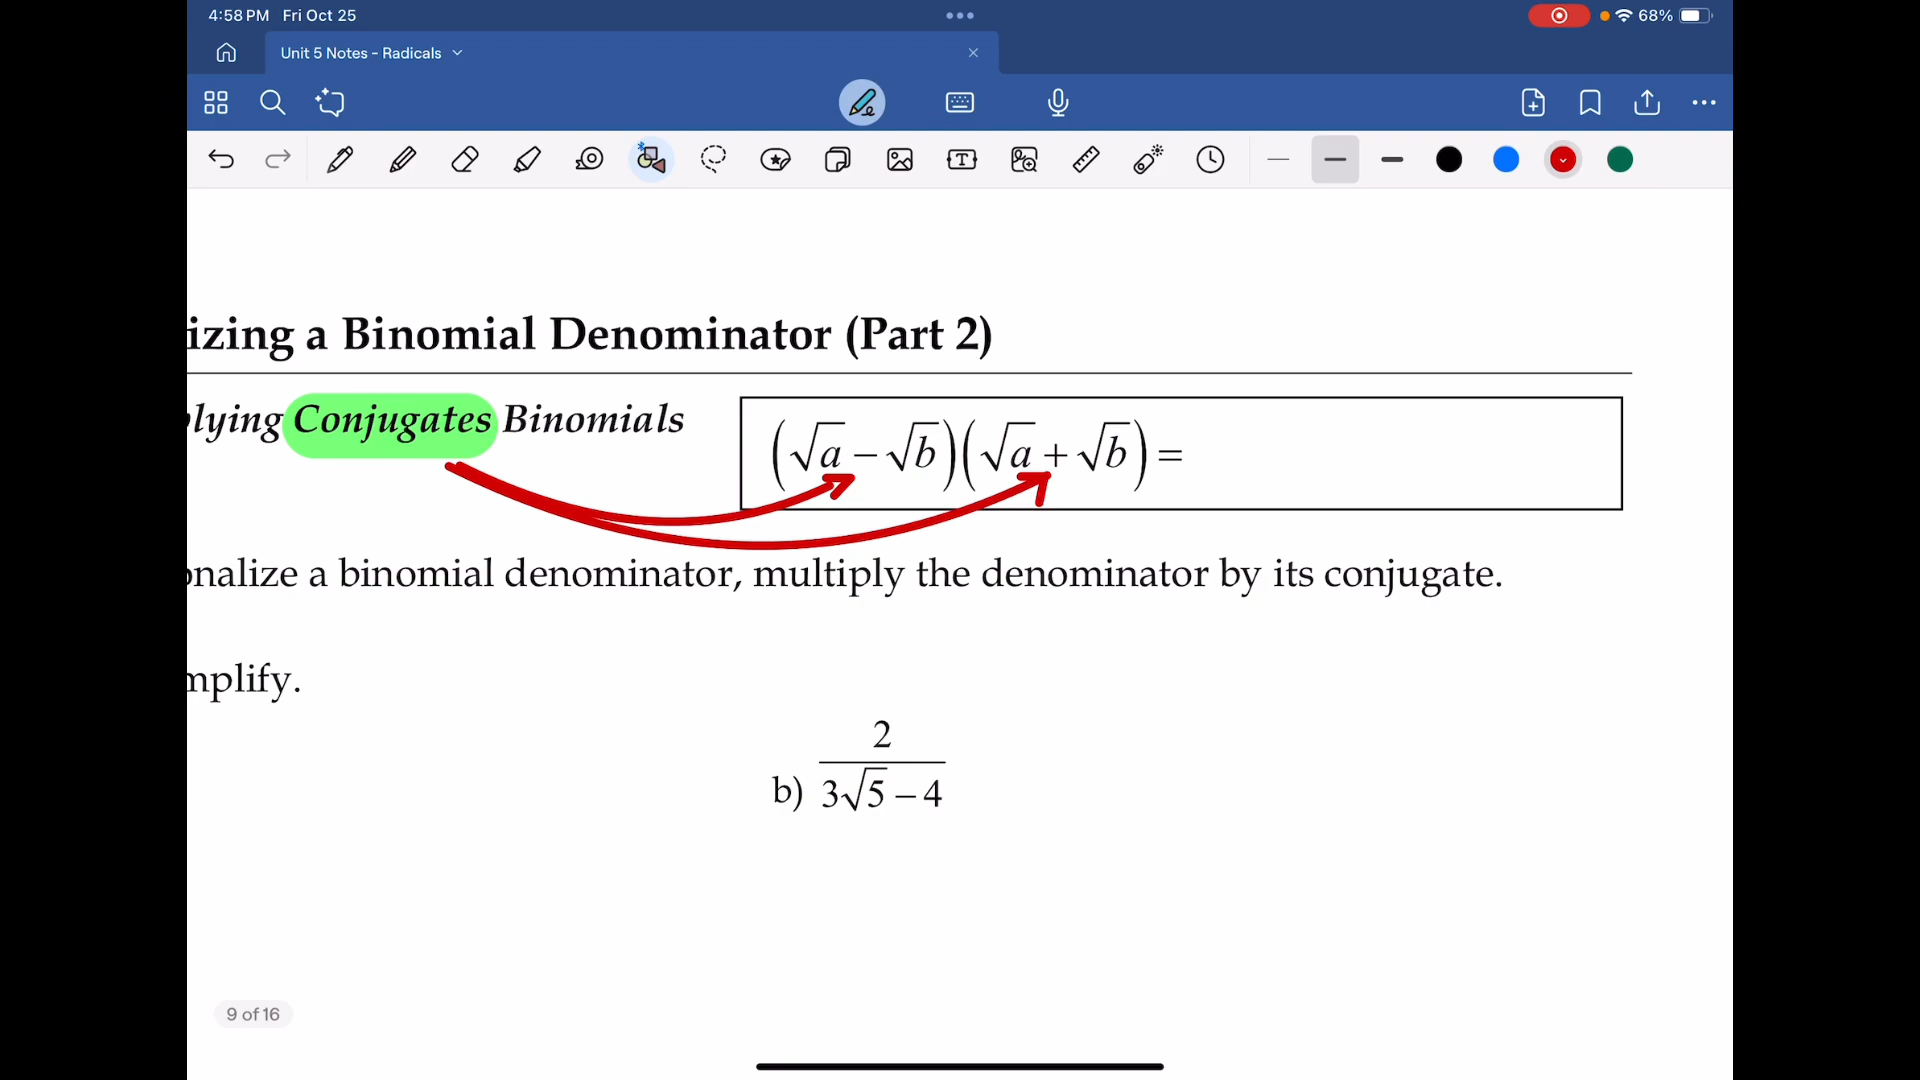 4:58 PM Fri Oct 25
68%
Unit 5 Notes - Radicals
izing a Binomial Denominator (Part 2)
lying Conjugates Binomials
(√a − √b)(√a + √b) =
onalize a binomial denominator, multiply the denominator by its conjugate.
mplify.
b) 2
3√5 − 4
9 of 16